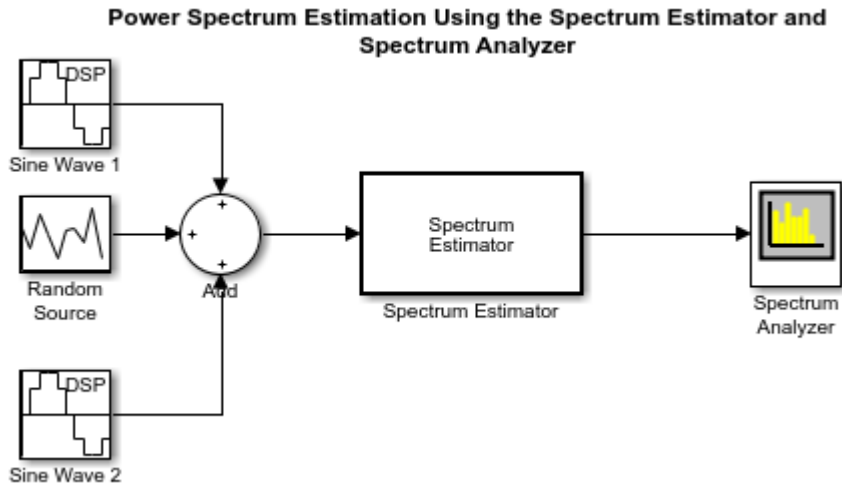 Power Spectrum Estimation Using the Spectrum Estimator and
Spectrum Analyzer
DSP
Sine Wave 1
Random
Source
Add
Spectrum
Estimator
Spectrum Estimator
Spectrum
Analyzer
DSP
Sine Wave 2